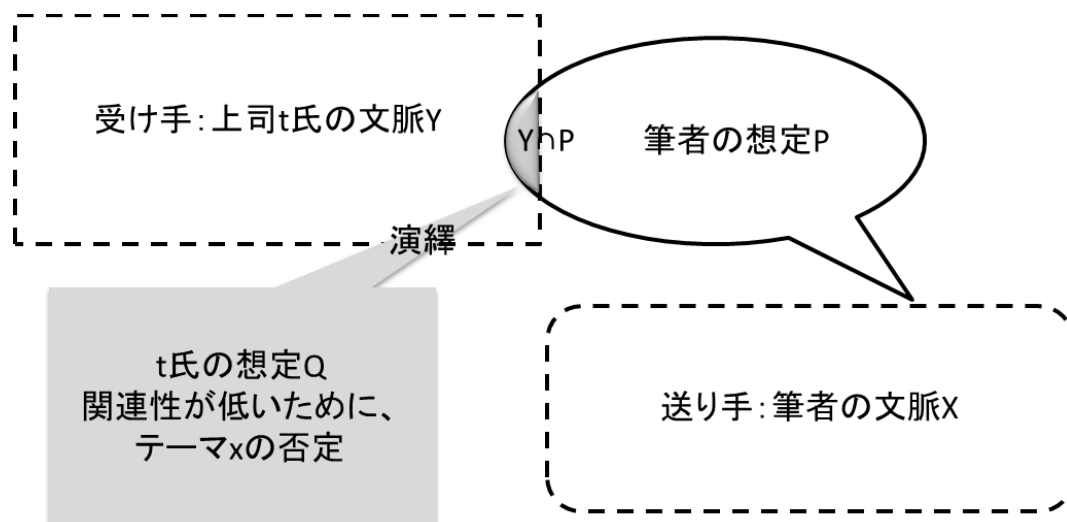 受け手：上司t氏の文脈Y
Y∩P
筆者の想定P
演繹
t氏の想定Q
関連性が低いために、
テーマxの否定
送り手：筆者の文脈X